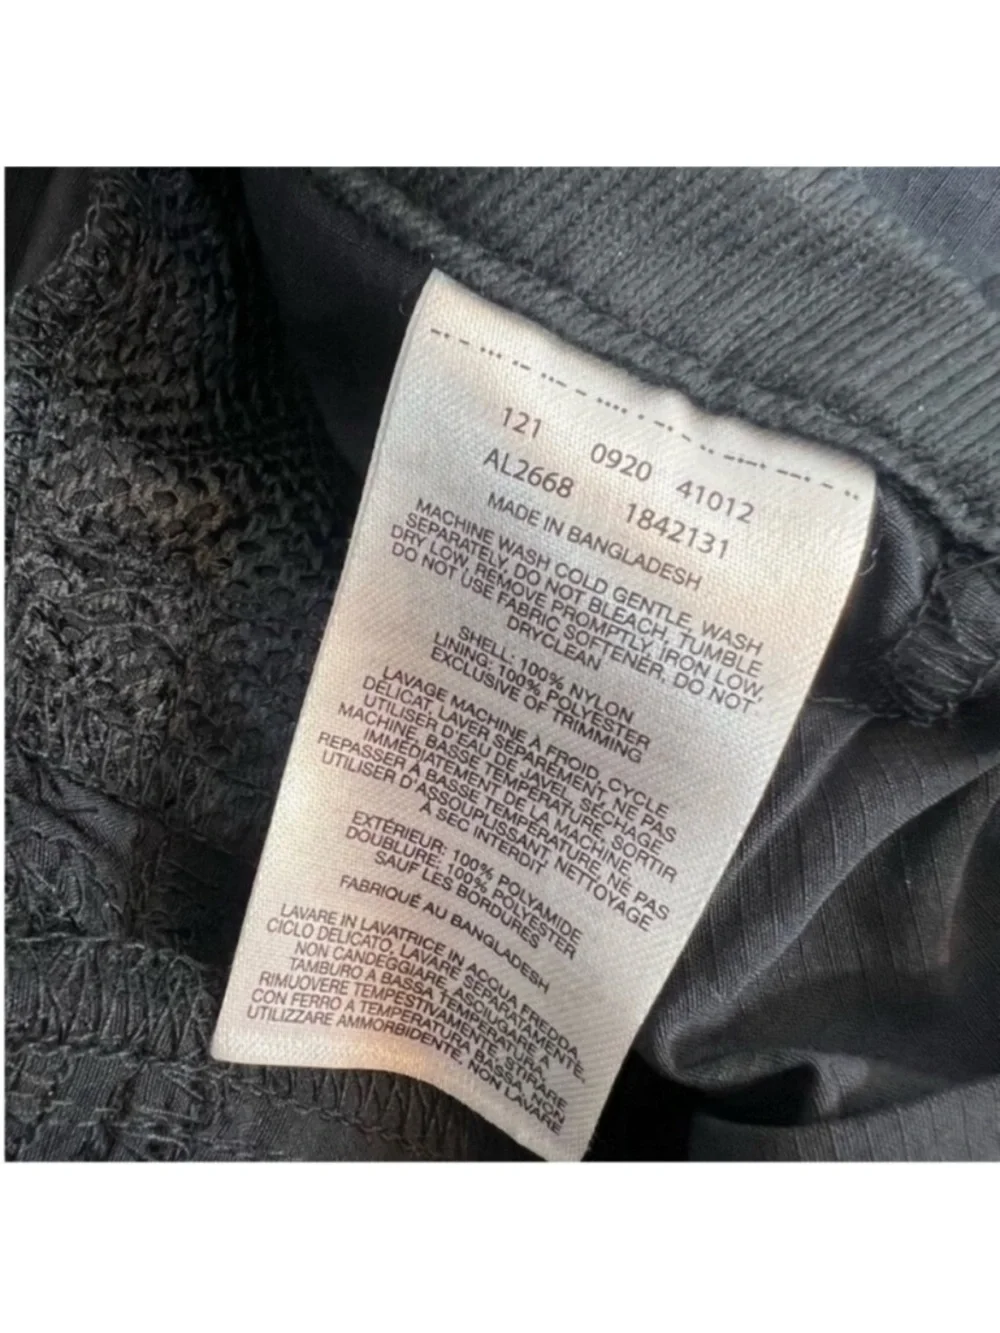 121 0920 41012
AL2668 1842131
MADE IN BANGLADESH
MACHINE WASH COLD GENTLE, WASH
SEPARATELY, DO NOT BLEACH, TUMBLE
DRY LOW, REMOVE PROMPTLY, IRON LOW,
DO NOT USE FABRIC SOFTENER, DO NOT
DRYCLEAN
SHELL: 100% NYLON
LINING: 100% POLYESTER
EXCLUSIVE OF TRIMMING
LAVAGE MACHINE A FROID, CYCLE
DÉLICAT, LAVER SÉPARÉMENT, NE PAS
UTILISER D'EAU DE JAVEL, SÉCHAGE
MACHINE, BASSE TEMPÉRATURE, SORTIR
IMMÉDIATEMENT DE LA MACHINE,
REPASSER À BASSE TEMPÉRATURE, NE PAS
UTILISER D'ASSOUPLISSANT, NETTOYAGE
À SEC INTERDIT
EXTÉRIEUR: 100% POLYAMIDE
DOUBLURE: 100% POLYESTER
SAUF LES BORDURES
FABRIQUÉ AU BANGLADESH
LAVARE IN LAVATRICE IN ACQUA FREDDA,
CICLO DELICATO, LAVARE SEPARATAMENTE,
NON CANDEGGIARE, ASCIUGARE A
TAMBURO A BASSA TEMPERATURA,
RIMUOVERE TEMPESTIVAMENTE, STIRARE
CON FERRO A TEMPERATURA BASSA, NON
UTILIZZARE AMMORBIDENTE, NON LAVARE